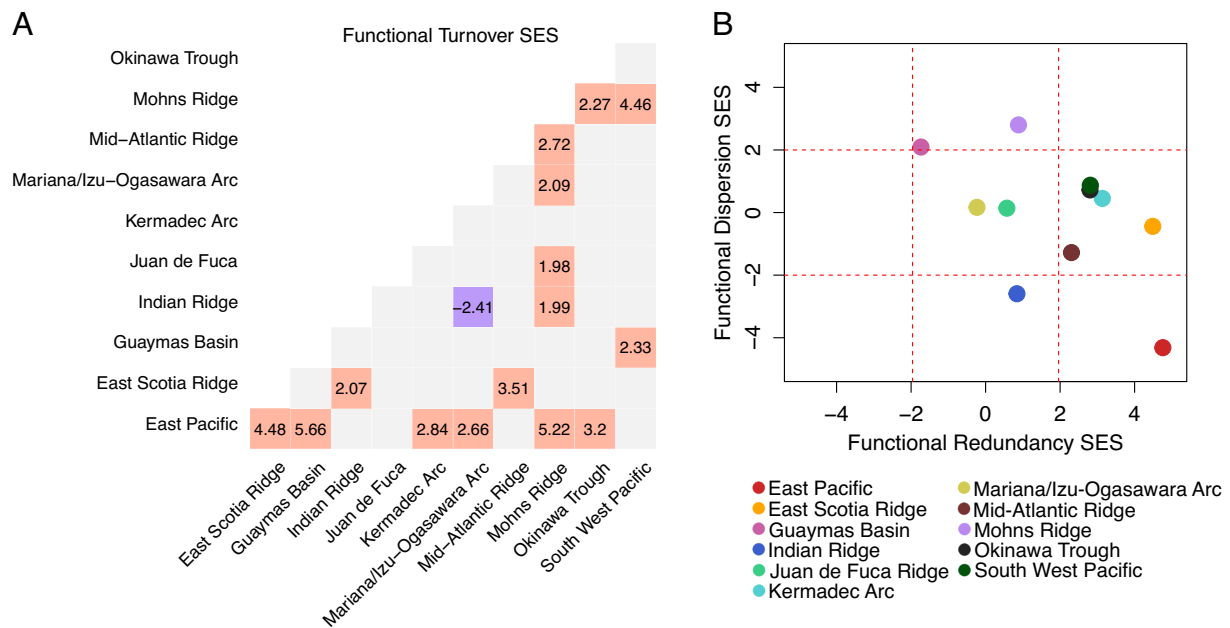 A
Functional Turnover SES
Okinawa Trough
Mohns Ridge 2.27 4.46
Mid−Atlantic Ridge 2.72
Mariana/Izu−Ogasawara Arc 2.09
Kermadec Arc
Juan de Fuca 1.98
Indian Ridge −2.41 1.99
Guaymas Basin 2.33
East Scotia Ridge 2.07 3.51
East Pacific 4.48 5.66 2.84 2.66 5.22 3.2
East Scotia Ridge
Guaymas Basin
Indian Ridge
Juan de Fuca
Kermadec Arc
Mariana/Izu−Ogasawara Arc
Mid−Atlantic Ridge
Mohns Ridge
Okinawa Trough
South West Pacific
B
Functional Dispersion SES
4
2
0
−2
−4
−4 −2 0 2 4
Functional Redundancy SES
East Pacific
East Scotia Ridge
Guaymas Basin
Indian Ridge
Juan de Fuca Ridge
Kermadec Arc
Mariana/Izu-Ogasawara Arc
Mid-Atlantic Ridge
Mohns Ridge
Okinawa Trough
South West Pacific